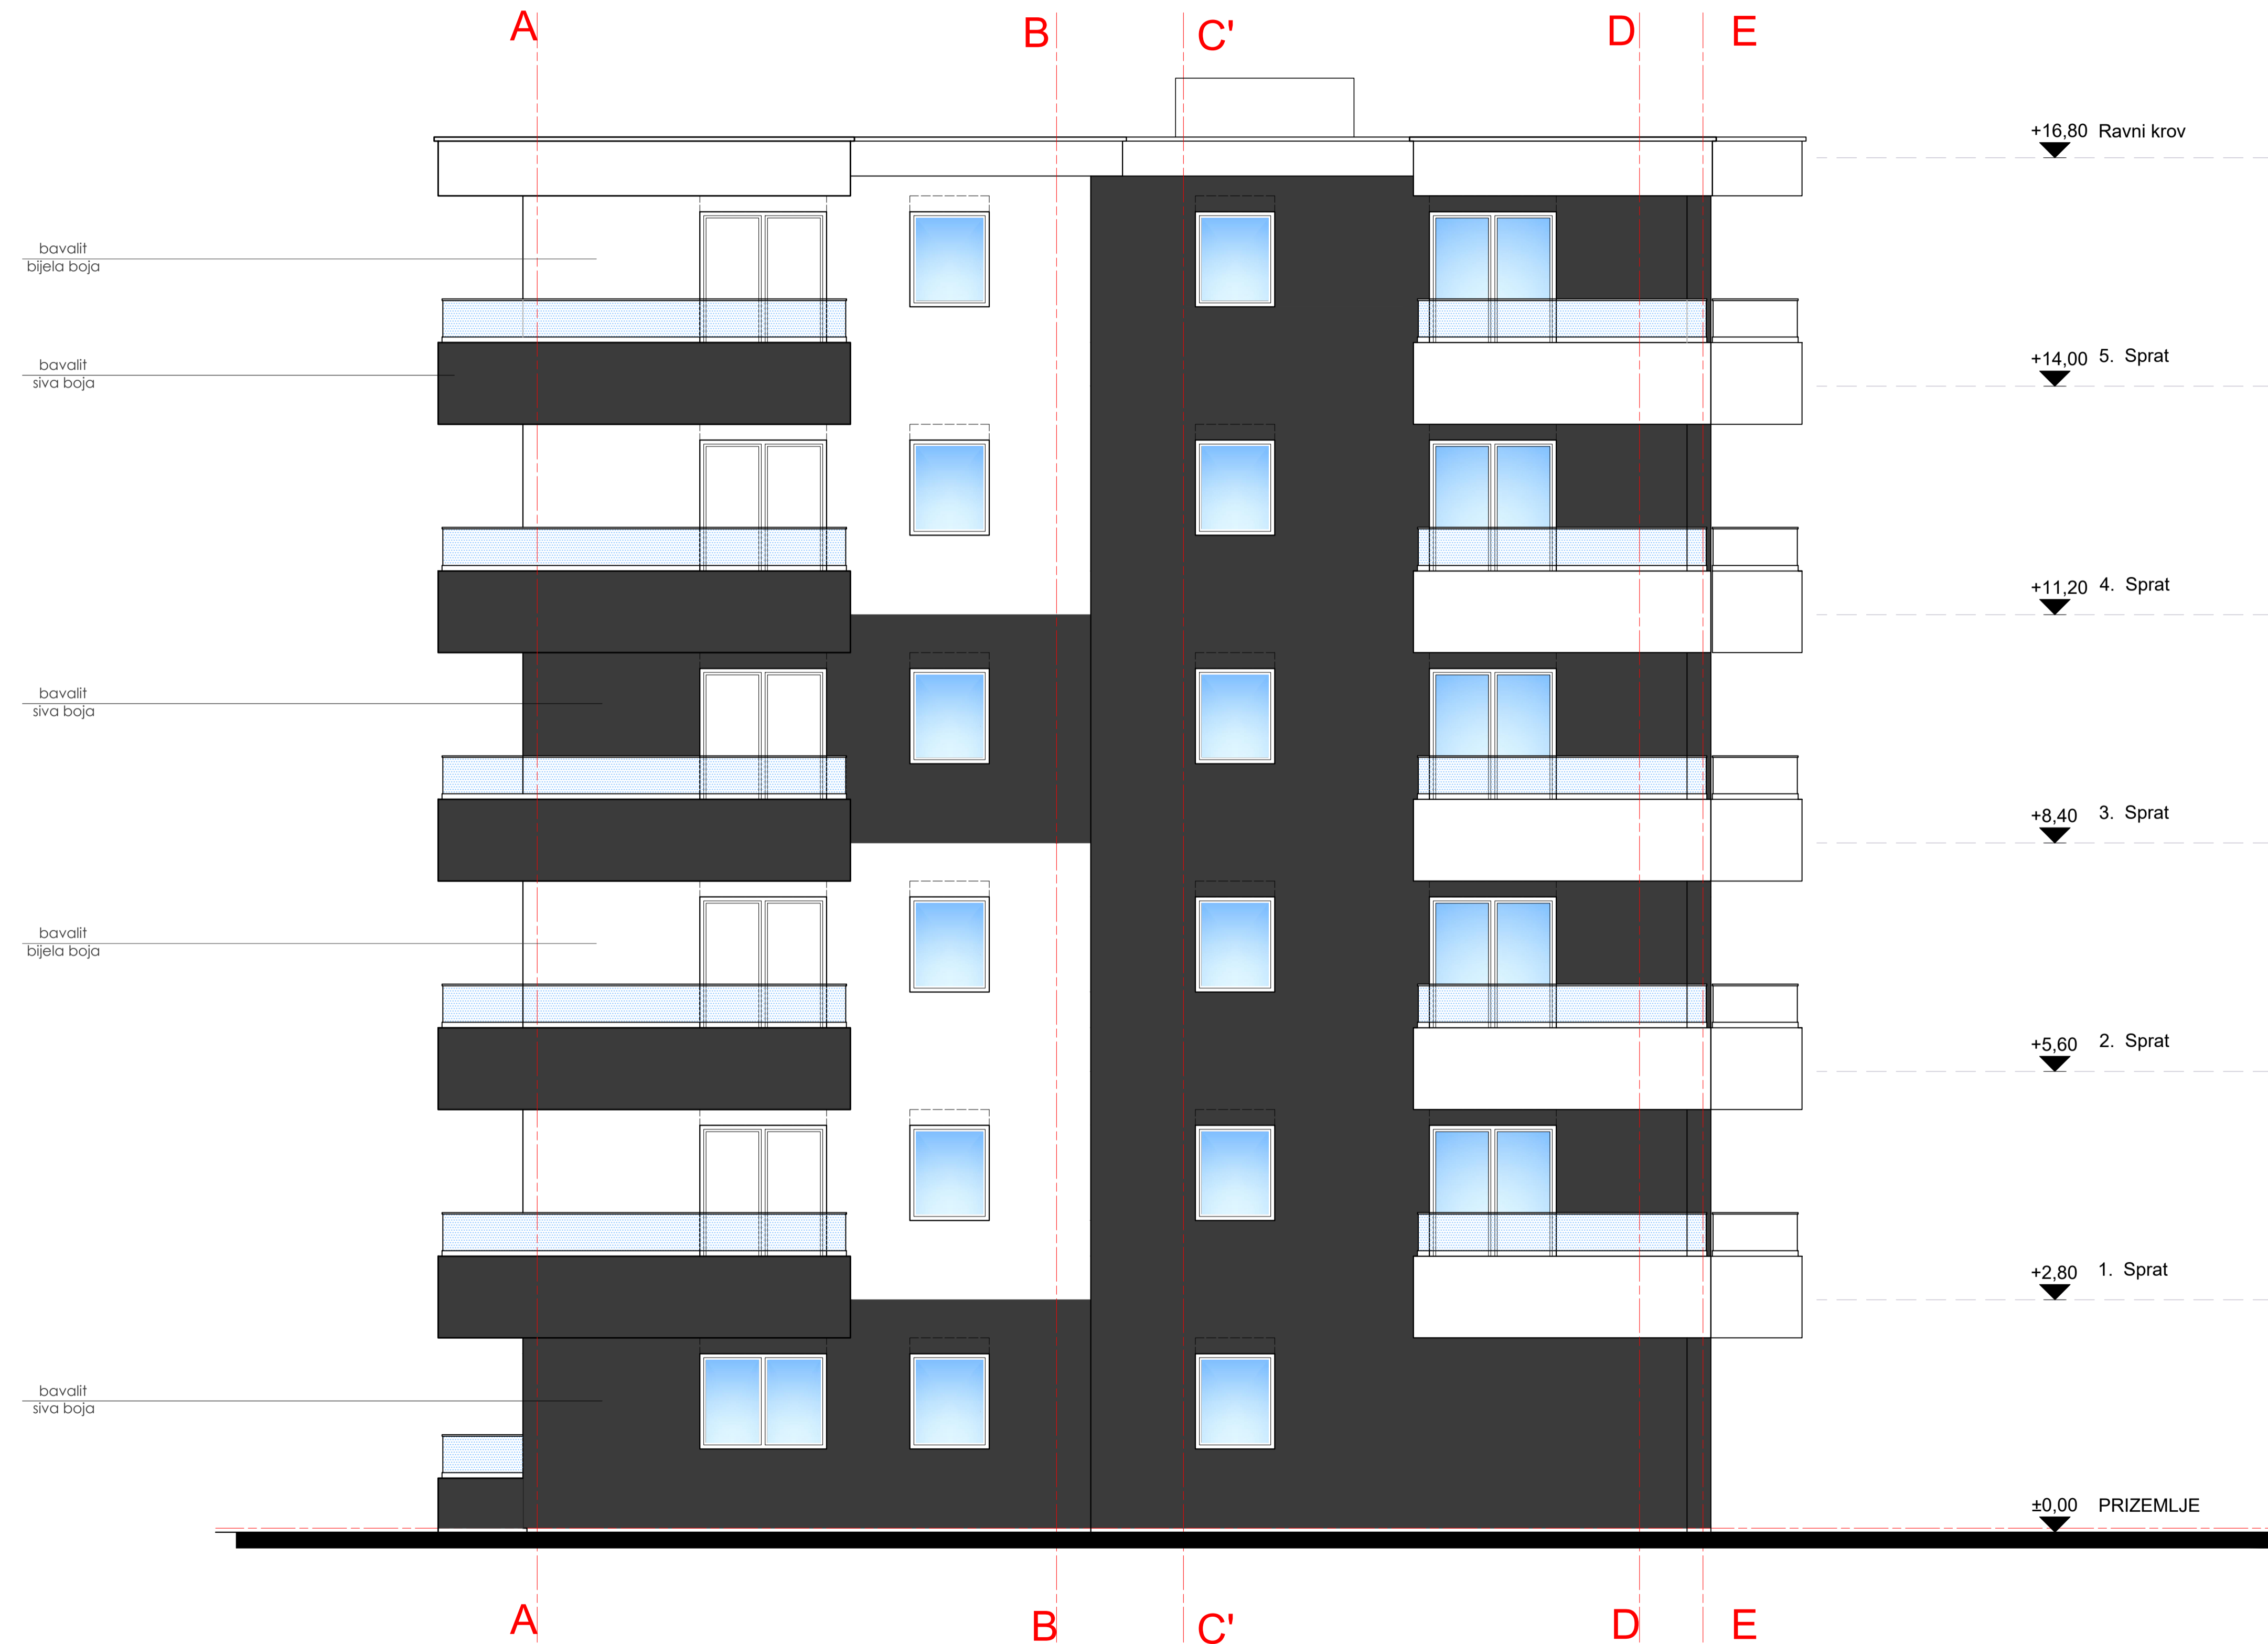 A B C' D E
+16,80 Ravni krov
bavalit
bijela boja
+14,00 5. Sprat
bavalit
siva boja
+11,20 4. Sprat
bavalit
siva boja
+8,40 3. Sprat
bavalit
bijela boja
+5,60 2. Sprat
+2,80 1. Sprat
bavalit
siva boja
±0,00 PRIZEMLJE
A B C' D E